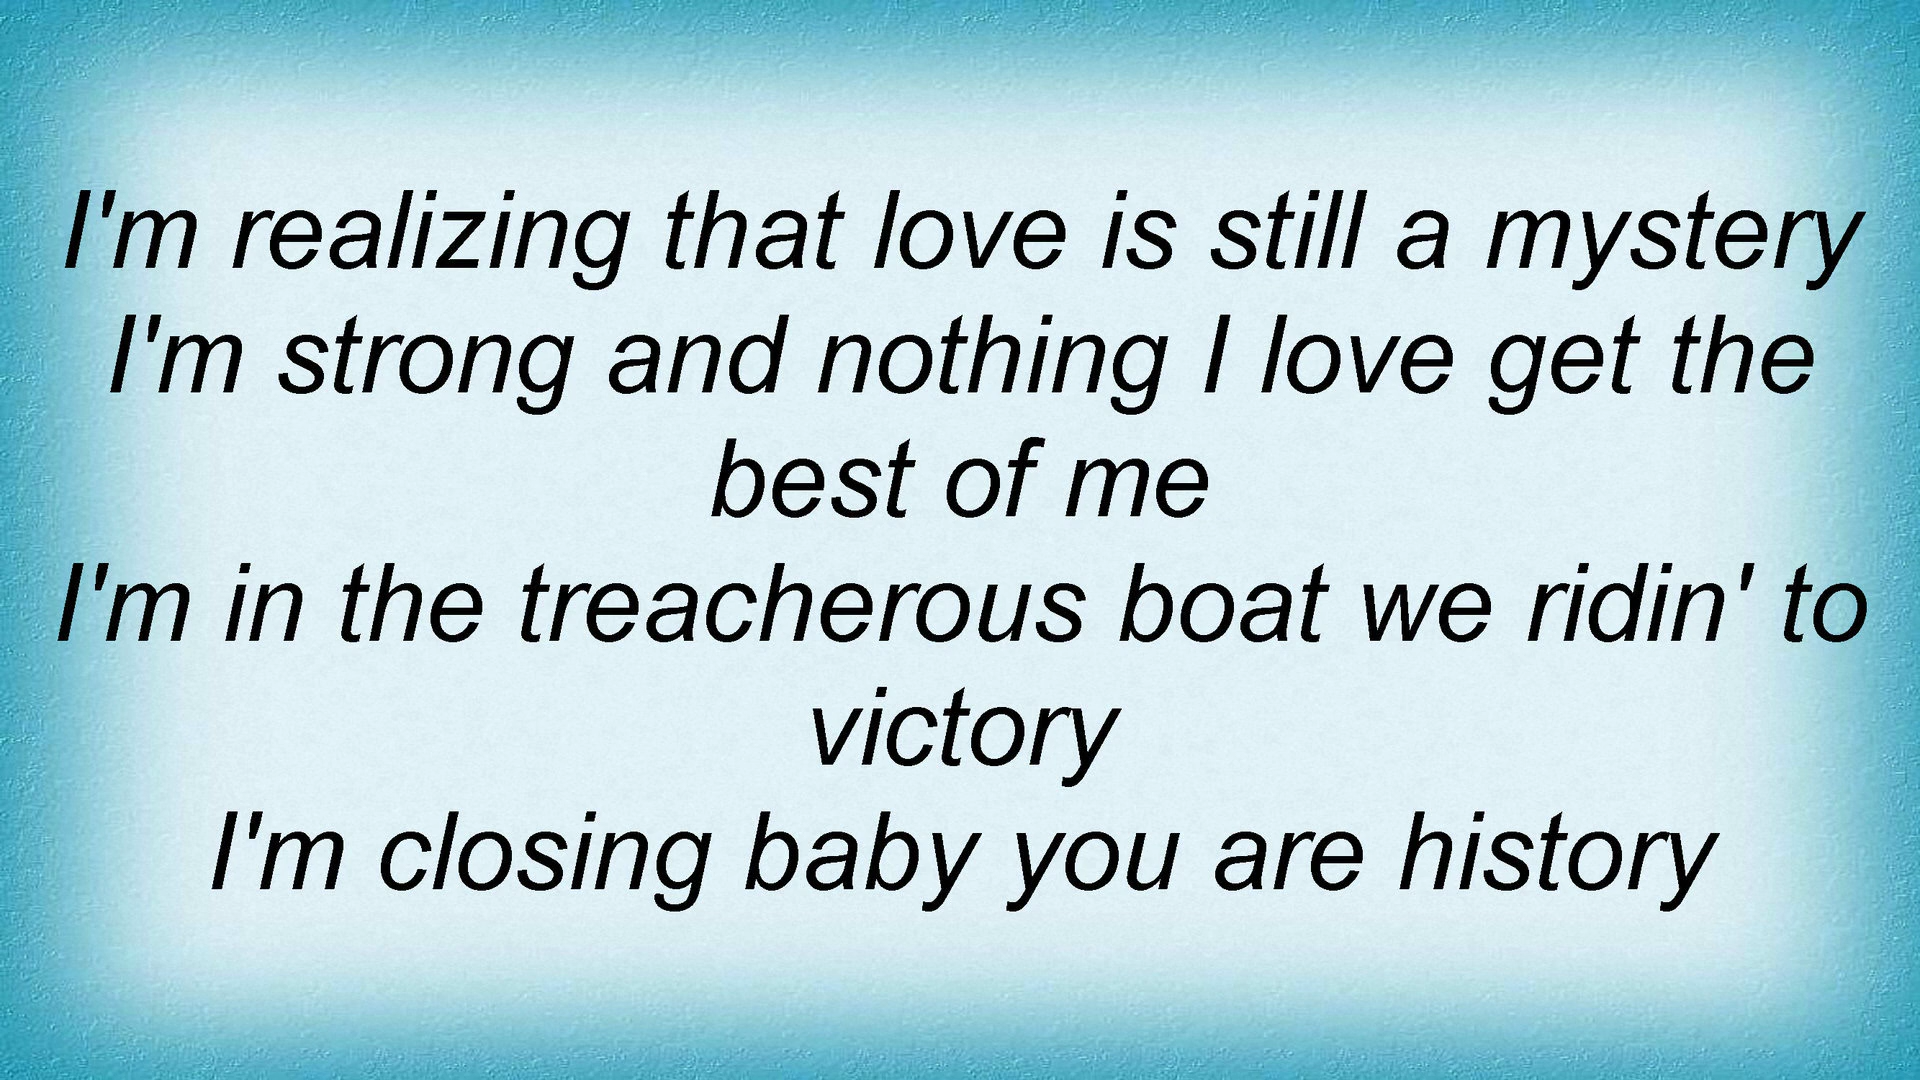 I'm realizing that love is still a mystery
I'm strong and nothing I love get the
best of me
I'm in the treacherous boat we ridin' to
victory
I'm closing baby you are history